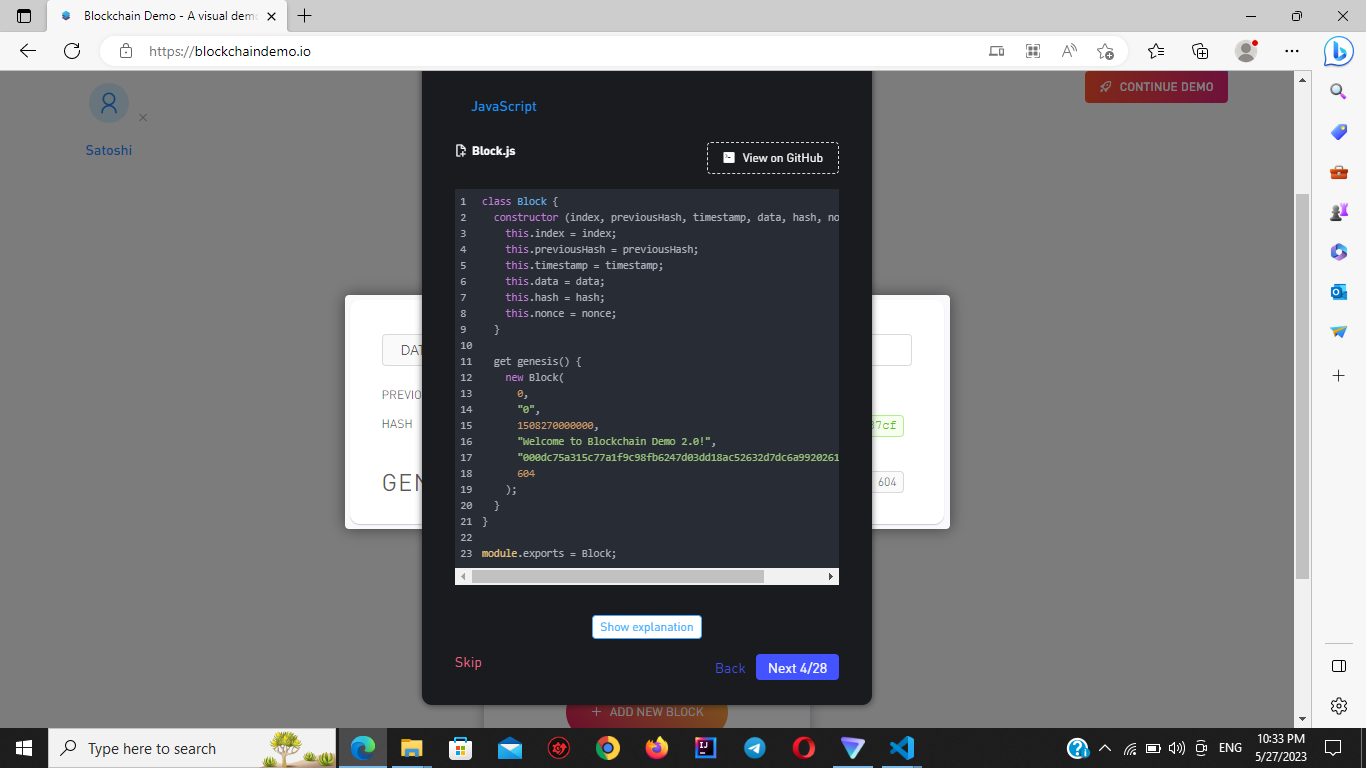 Blockchain Demo - A visual dem
https://blockchaindemo.io
CONTINUE DEMO
Satoshi
JavaScript
Block.js
View on GitHub
1 class Block {
2 constructor (index, previousHash, timestamp, data, hash, no
3 this.index = index;
4 this.previousHash = previousHash;
5 this.timestamp = timestamp;
6 this.data = data;
7 this.hash = hash;
8 this.nonce = nonce;
9 }
10
11 get genesis() {
12 new Block(
13 0,
14 "0",
15 1508270000000,
16 "Welcome to Blockchain Demo 2.0!",
17 "000dc75a315c77a1f9c98fb6247d03dd18ac52632d7dc6a9920261
18 604
19 );
20 }
21 }
22
23 module.exports = Block;
DAT
PREVIO
HASH
37cf
GEN
604
Show explanation
Skip
Back
Next 4/28
+ ADD NEW BLOCK
Type here to search
ENG
10:33 PM
5/27/2023